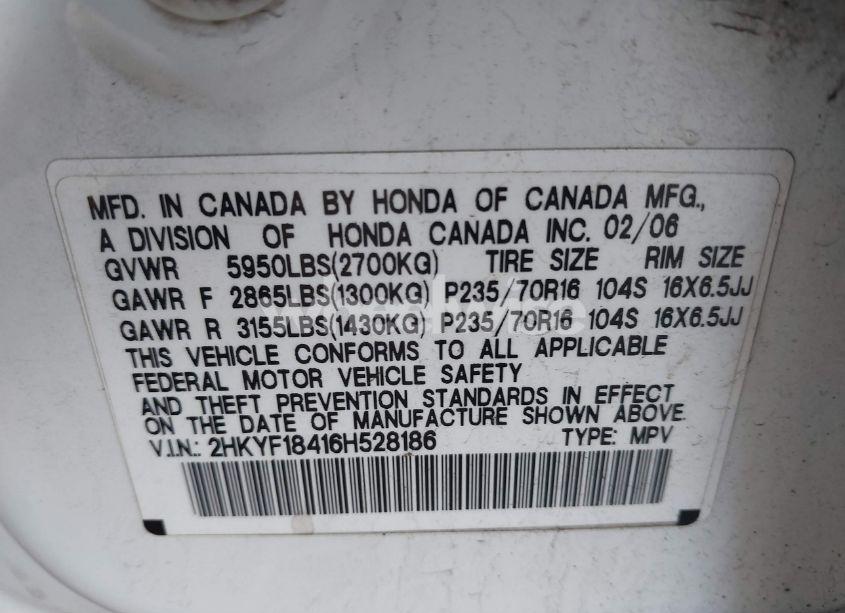 MFD. IN CANADA BY HONDA OF CANADA MFG.,
A DIVISION OF HONDA CANADA INC. 02/06
GVWR 5950LBS(2700KG) TIRE SIZE RIM SIZE
GAWR F 2865LBS(1300KG) P235/70R16 104S 16X6.5JJ
GAWR R 3155LBS(1430KG) P235/70R16 104S 16X6.5JJ
THIS VEHICLE CONFORMS TO ALL APPLICABLE
FEDERAL MOTOR VEHICLE SAFETY
AND THEFT PREVENTION STANDARDS IN EFFECT
ON THE DATE OF MANUFACTURE SHOWN ABOVE.
V.I.N.: 2HKYF18416H528186 TYPE: MPV